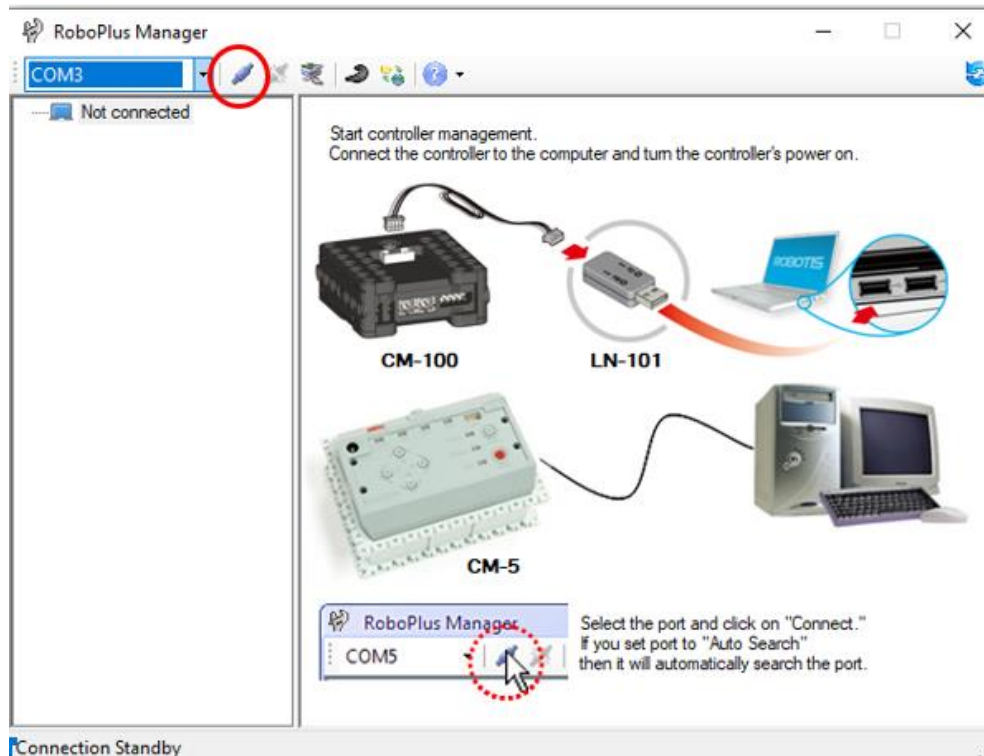 RoboPlus Manager
COM3
Not connected
Start controller management.
Connect the controller to the computer and turn the controller's power on.
ROBOTIS
CM-100
LN-101
CM-5
RoboPlus Manager
COM5
Select the port and click on "Connect."
If you set port to "Auto Search"
then it will automatically search the port.
Connection Standby